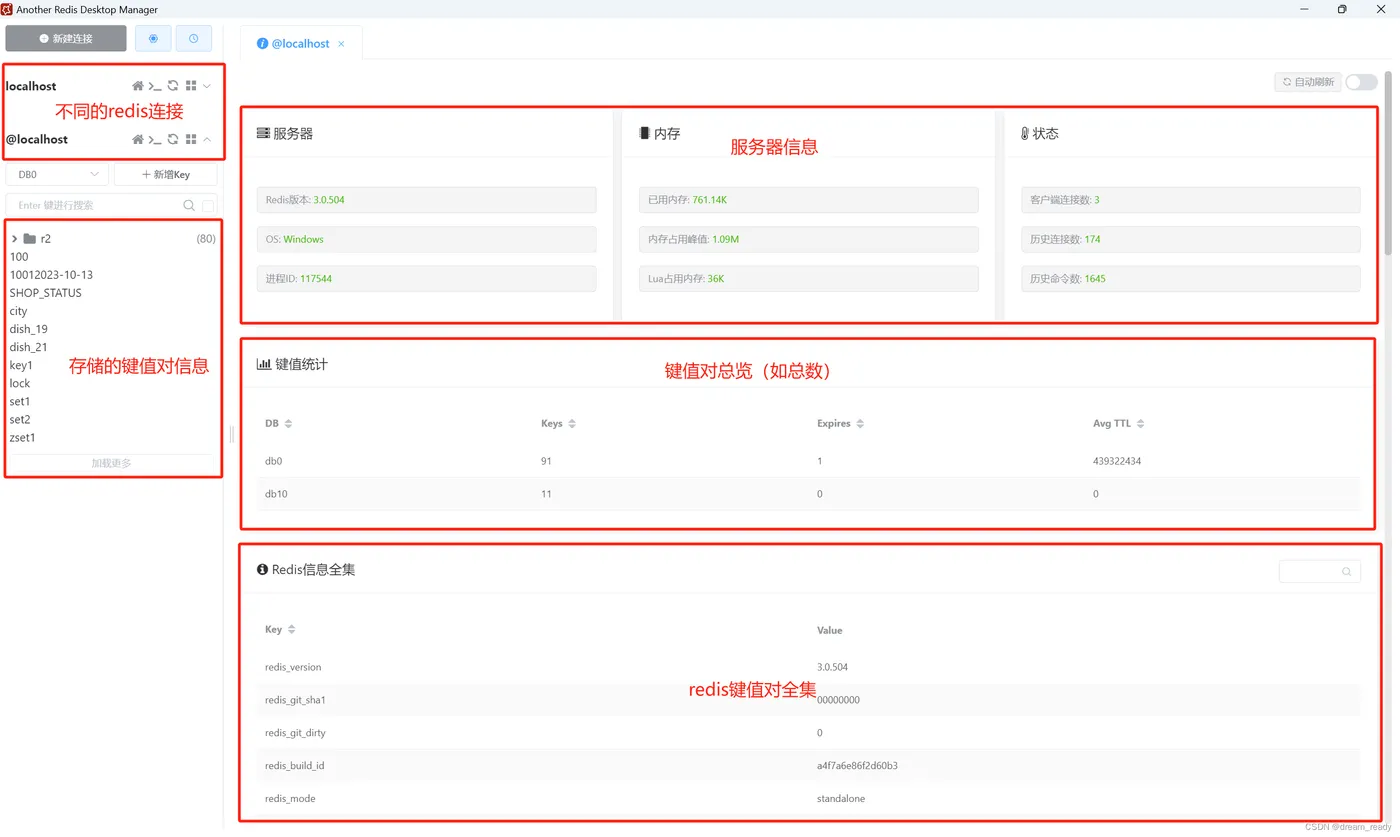 Another Redis Desktop Manager
新建连接
@localhost
自动刷新
localhost
不同的redis连接
@localhost
DB0
新增Key
Enter 键进行搜索
r2 (80)
100
10012023-10-13
SHOP_STATUS
city
dish_19
dish_21
key1
存储的键值对信息
lock
set1
set2
zset1
加载更多
服务器
内存
服务器信息
状态
Redis版本: 3.0.504
已用内存: 761.14K
客户端连接数: 3
OS: Windows
内存占用峰值: 1.09M
历史连接数: 174
进程ID: 117544
Lua占用内存: 36K
历史命令数: 1645
键值统计
键值对总览（如总数）
DB Keys Expires Avg TTL
db0 91 1 439322434
db10 11 0 0
Redis信息全集
Key Value
redis_version 3.0.504
redis键值对全集
redis_git_sha1 00000000
redis_git_dirty 0
redis_build_id a4f7a6e86f2d60b3
redis_mode standalone
CSDN @dream_ready